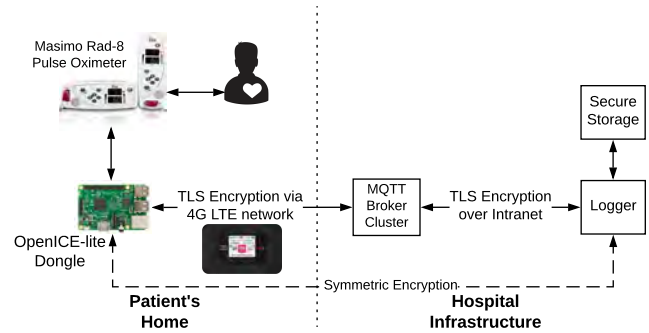 Masimo Rad-8
Pulse Oximeter
Secure
Storage
TLS Encryption via
4G LTE network
MQTT
Broker
Cluster
TLS Encryption
over Intranet
Logger
OpenICE-lite
Dongle
Symmetric Encryption
Patient's
Home
Hospital
Infrastructure